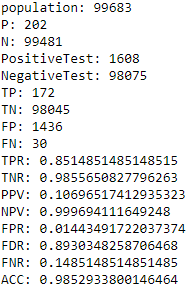 population: 99683
P: 202
N: 99481
PositiveTest: 1608
NegativeTest: 98075
TP: 172
TN: 98045
FP: 1436
FN: 30
TPR: 0.8514851485148515
TNR: 0.9855650827796263
PPV: 0.10696517412935323
NPV: 0.999694111649248
FPR: 0.01443491722037374
FDR: 0.8930348258706468
FNR: 0.1485148514851485
ACC: 0.9852933800146464